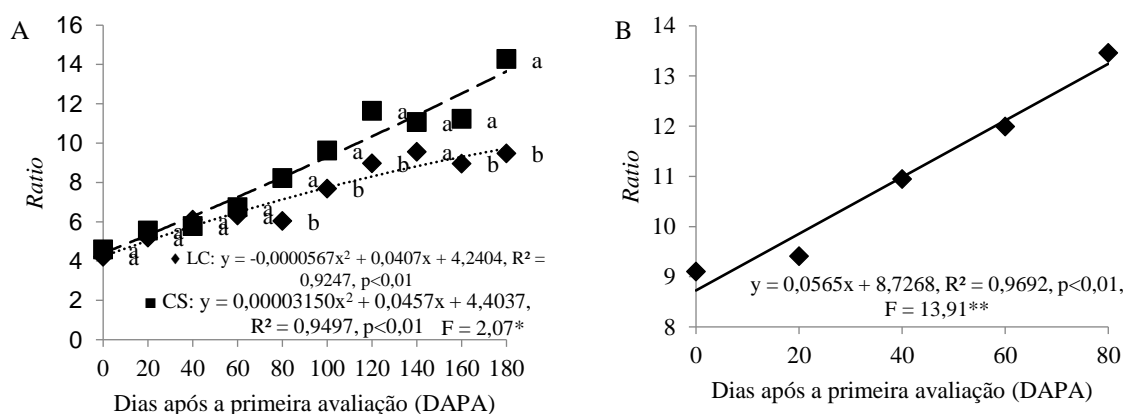 A
16
14
12
10
8
6
4
2
0
Ratio
a
a
a
a
a
a
a
a
a
a
a
a
a
a
b
b
b
a
b
b
LC: y = -0,0000567x² + 0,0407x + 4,2404, R² =
0,9247, p<0,01
CS: y = 0,00003150x² + 0,0457x + 4,4037,
R² = 0,9497, p<0,01 F = 2,07*
0 20 40 60 80 100 120 140 160 180
Dias após a primeira avaliação (DAPA)
B
14
13
12
11
10
9
8
Ratio
y = 0,0565x + 8,7268, R² = 0,9692, p<0,01,
F = 13,91**
0 20 40 60 80
Dias após a primeira avaliação (DAPA)